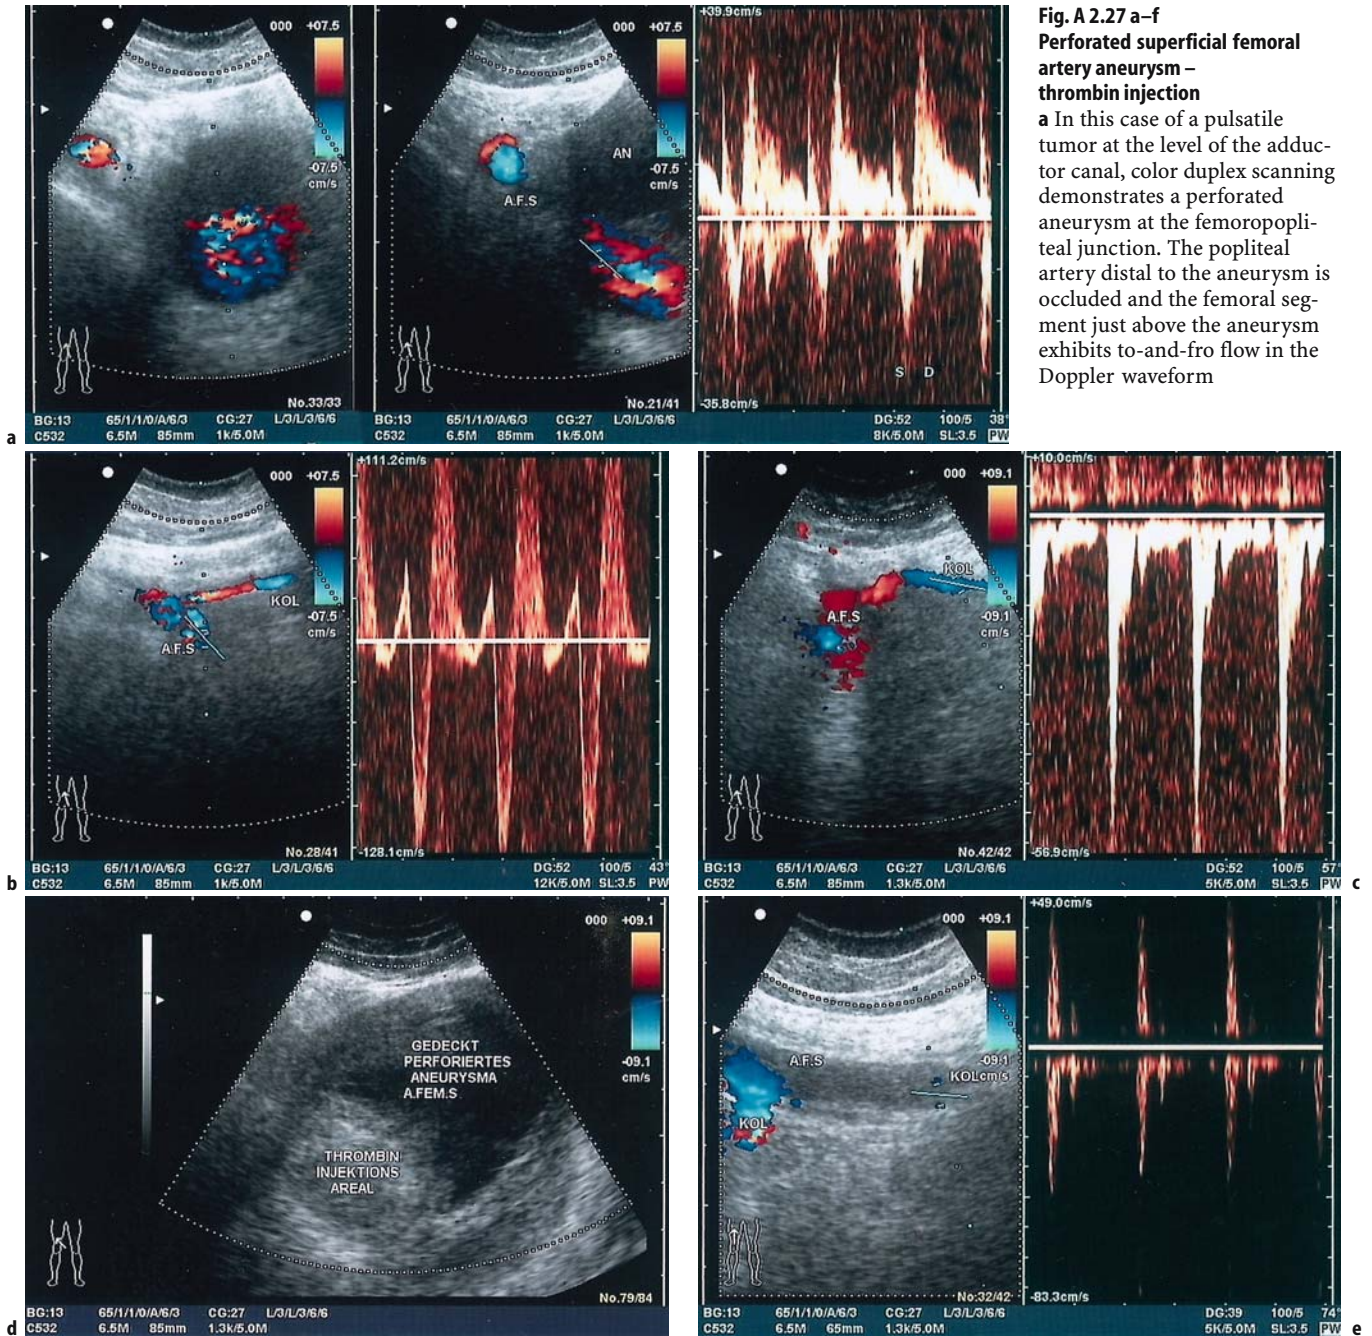 Fig. A 2.27 a–f
Perforated superficial femoral
artery aneurysm –
thrombin injection
a In this case of a pulsatile
tumor at the level of the adduc-
tor canal, color duplex scanning
demonstrates a perforated
aneurysm at the femoropopli-
teal junction. The popliteal
artery distal to the aneurysm is
occluded and the femoral seg-
ment just above the aneurysm
exhibits to-and-fro flow in the
Doppler waveform
000 +07.5
-07.5
cm/s
No.33/33
BG:13 65/1/1/0/A/6/3 CG:27 L/3/L/3/6/6
C532 6.5M 85mm 1k/5.0M
000 +07.5
AN
-07.5
cm/s
A.F.S
No.21/41
65/1/1/0/A/6/3 CG:27 L/3/L/3/6/6
C532 6.5M 85mm 1k/5.0M
+39.9cm/s
S D
-35.8cm/s
DG:52 100/5 38°
8K/5.0M SL:3.5 PW
a
000 +07.5
KOL
-07.5
cm/s
A.F.S
No.28/41
BG:13 65/1/1/0/A/6/3 CG:27 L/3/L/3/6/6
C532 6.5M 85mm 1k/5.0M
+111.2cm/s
-128.1cm/s
DG:52 100/5 43°
12K/5.0M SL:3.5 PW
b
000 +09.1
KOL
A.F.S
-09.1
cm/s
No.42/42
BG:13 65/1/1/0/A/6/3 CG:27 L/3/L/3/6/6
C532 6.5M 85mm 1.3k/5.0M
+10.0cm/s
-56.9cm/s
DG:52 100/5 57°
5K/5.0M SL:3.5 PW
c
000 +09.1
-09.1
cm/s
GEDECKT
PERFORIERTES
ANEURYSMA
A.FEM.S
THROMBIN
INJEKTIONS
AREAL
No.79/84
BG:13 65/1/1/0/A/6/3 CG:27 L/3/L/3/6/6
C532 6.5M 85mm 1.3k/5.0M
d
000 +09.1
A.F.S
-09.1
KOL cm/s
KOL
No:32/42
BG:13 65/1/1/0/A/6/3 CG:27 L/3/L/3/6/6
C532 6.5M 65mm 1.3k/5.0M
+49.0cm/s
-83.3cm/s
DG:39 100/5 74°
5K/5.0M SL:3.5 PW
e